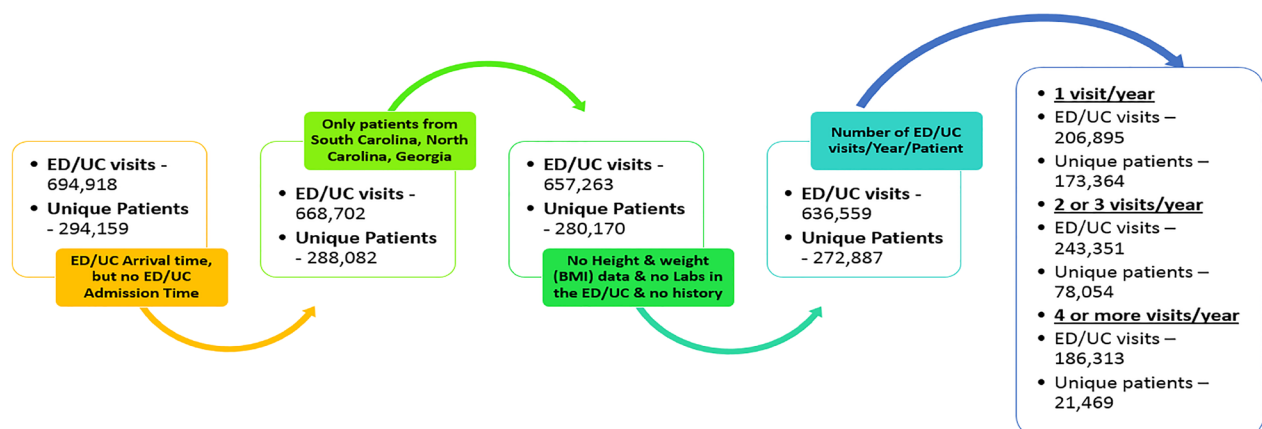 • ED/UC visits -
694,918
• Unique Patients
- 294,159
ED/UC Arrival time,
but no ED/UC
Admission Time
Only patients from
South Carolina, North
Carolina, Georgia
• ED/UC visits -
668,702
• Unique Patients
- 288,082
• ED/UC visits -
657,263
• Unique Patients
- 280,170
No Height & weight
(BMI) data & no Labs in
the ED/UC & no history
Number of ED/UC
visits/Year/Patient
• ED/UC visits -
636,559
• Unique Patients
- 272,887
• 1 visit/year
• ED/UC visits –
206,895
• Unique patients –
173,364
• 2 or 3 visits/year
• ED/UC visits –
243,351
• Unique patients –
78,054
• 4 or more visits/year
• ED/UC visits –
186,313
• Unique patients –
21,469